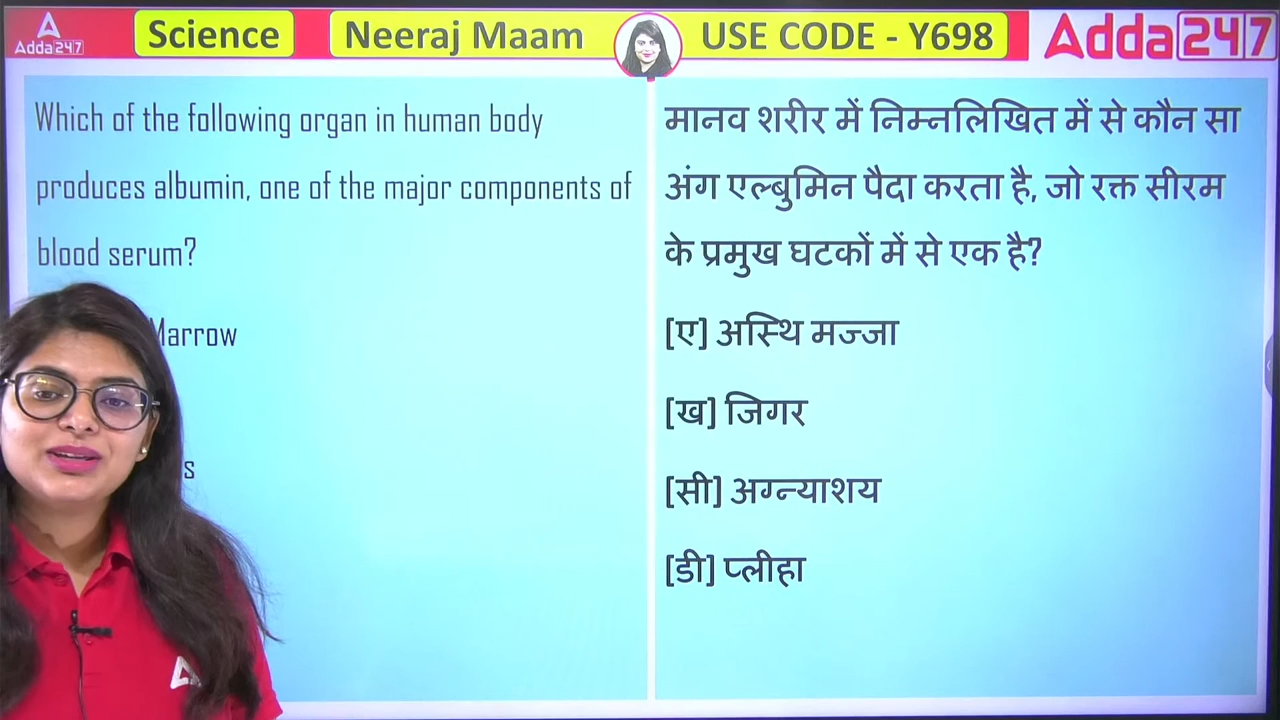 Adda247
Science
Neeraj Maam
USE CODE - Y698
Adda247
Which of the following organ in human body
produces albumin, one of the major components of
blood serum?
Marrow
मानव शरीर में निम्नलिखित में से कौन सा
अंग एल्बुमिन पैदा करता है, जो रक्त सीरम
के प्रमुख घटकों में से एक है?
[ए] अस्थि मज्जा
[ख] जिगर
[सी] अग्न्याशय
[डी] प्लीहा